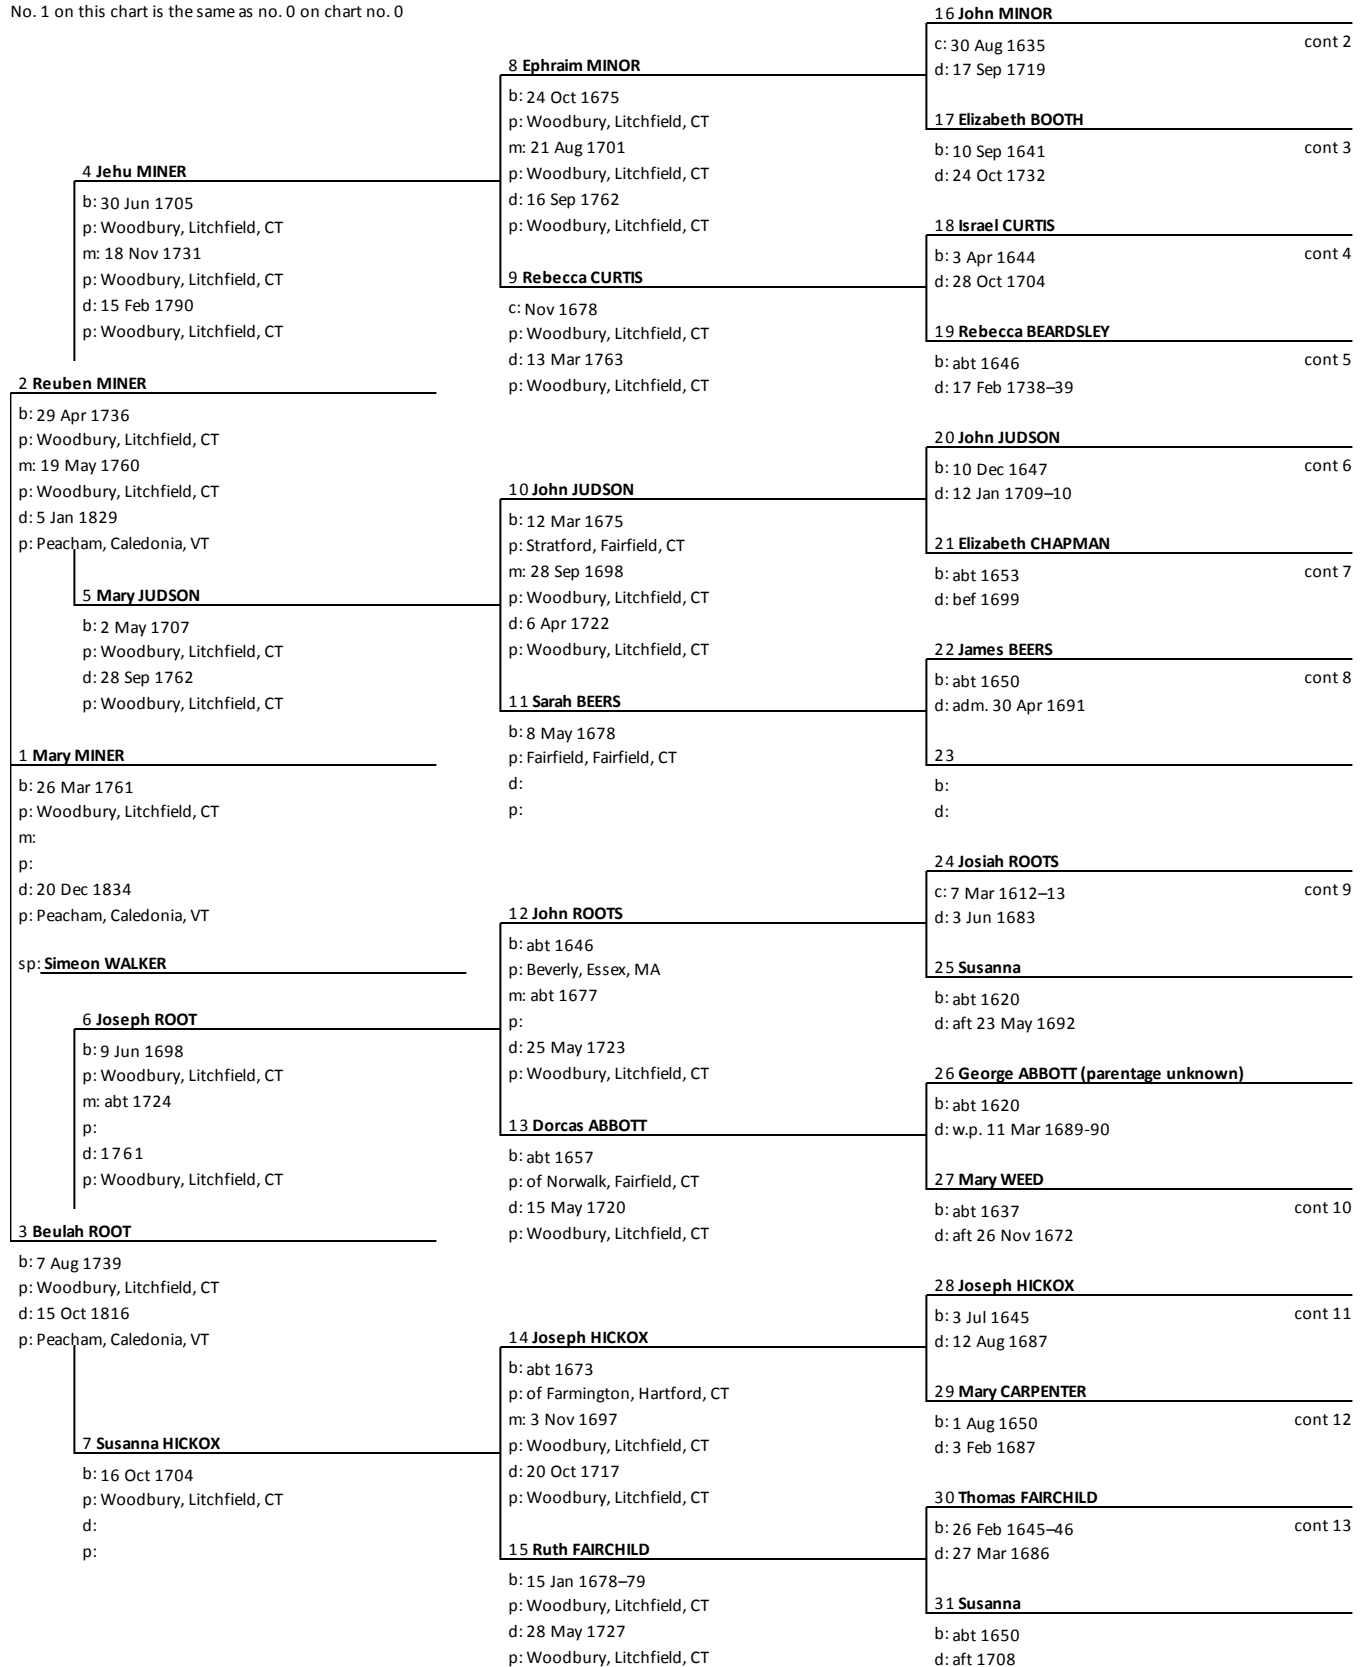 No. 1 on this chart is the same as no. 0 on chart no. 0
4 Jehu MINER
b: 30 Jun 1705
p: Woodbury, Litchfield, CT
m: 18 Nov 1731
p: Woodbury, Litchfield, CT
d: 15 Feb 1790
p: Woodbury, Litchfield, CT
2 Reuben MINER
b: 29 Apr 1736
p: Woodbury, Litchfield, CT
m: 19 May 1760
p: Woodbury, Litchfield, CT
d: 5 Jan 1829
p: Peacham, Caledonia, VT
5 Mary JUDSON
b: 2 May 1707
p: Woodbury, Litchfield, CT
d: 28 Sep 1762
p: Woodbury, Litchfield, CT
1 Mary MINER
b: 26 Mar 1761
p: Woodbury, Litchfield, CT
m:
p:
d: 20 Dec 1834
p: Peacham, Caledonia, VT
sp: Simeon WALKER
6 Joseph ROOT
b: 9 Jun 1698
p: Woodbury, Litchfield, CT
m: abt 1724
p:
d: 1761
p: Woodbury, Litchfield, CT
3 Beulah ROOT
b: 7 Aug 1739
p: Woodbury, Litchfield, CT
d: 15 Oct 1816
p: Peacham, Caledonia, VT
7 Susanna HICKOX
b: 16 Oct 1704
p: Woodbury, Litchfield, CT
d:
p:
8 Ephraim MINOR
b: 24 Oct 1675
p: Woodbury, Litchfield, CT
m: 21 Aug 1701
p: Woodbury, Litchfield, CT
d: 16 Sep 1762
p: Woodbury, Litchfield, CT
9 Rebecca CURTIS
c: Nov 1678
p: Woodbury, Litchfield, CT
d: 13 Mar 1763
p: Woodbury, Litchfield, CT
10 John JUDSON
b: 12 Mar 1675
p: Stratford, Fairfield, CT
m: 28 Sep 1698
p: Woodbury, Litchfield, CT
d: 6 Apr 1722
p: Woodbury, Litchfield, CT
11 Sarah BEERS
b: 8 May 1678
p: Fairfield, Fairfield, CT
d:
p:
12 John ROOTS
b: abt 1646
p: Beverly, Essex, MA
m: abt 1677
p:
d: 25 May 1723
p: Woodbury, Litchfield, CT
13 Dorcas ABBOTT
b: abt 1657
p: of Norwalk, Fairfield, CT
d: 15 May 1720
p: Woodbury, Litchfield, CT
14 Joseph HICKOX
b: abt 1673
p: of Farmington, Hartford, CT
m: 3 Nov 1697
p: Woodbury, Litchfield, CT
d: 20 Oct 1717
p: Woodbury, Litchfield, CT
15 Ruth FAIRCHILD
b: 15 Jan 1678–79
p: Woodbury, Litchfield, CT
d: 28 May 1727
p: Woodbury, Litchfield, CT
16 John MINOR
c: 30 Aug 1635 cont 2
d: 17 Sep 1719
17 Elizabeth BOOTH
b: 10 Sep 1641 cont 3
d: 24 Oct 1732
18 Israel CURTIS
b: 3 Apr 1644 cont 4
d: 28 Oct 1704
19 Rebecca BEARDSLEY
b: abt 1646 cont 5
d: 17 Feb 1738–39
20 John JUDSON
b: 10 Dec 1647 cont 6
d: 12 Jan 1709–10
21 Elizabeth CHAPMAN
b: abt 1653 cont 7
d: bef 1699
22 James BEERS
b: abt 1650 cont 8
d: adm. 30 Apr 1691
23
b:
d:
24 Josiah ROOTS
c: 7 Mar 1612–13 cont 9
d: 3 Jun 1683
25 Susanna
b: abt 1620
d: aft 23 May 1692
26 George ABBOTT (parentage unknown)
b: abt 1620
d: w.p. 11 Mar 1689-90
27 Mary WEED
b: abt 1637 cont 10
d: aft 26 Nov 1672
28 Joseph HICKOX
b: 3 Jul 1645 cont 11
d: 12 Aug 1687
29 Mary CARPENTER
b: 1 Aug 1650 cont 12
d: 3 Feb 1687
30 Thomas FAIRCHILD
b: 26 Feb 1645–46 cont 13
d: 27 Mar 1686
31 Susanna
b: abt 1650
d: aft 1708